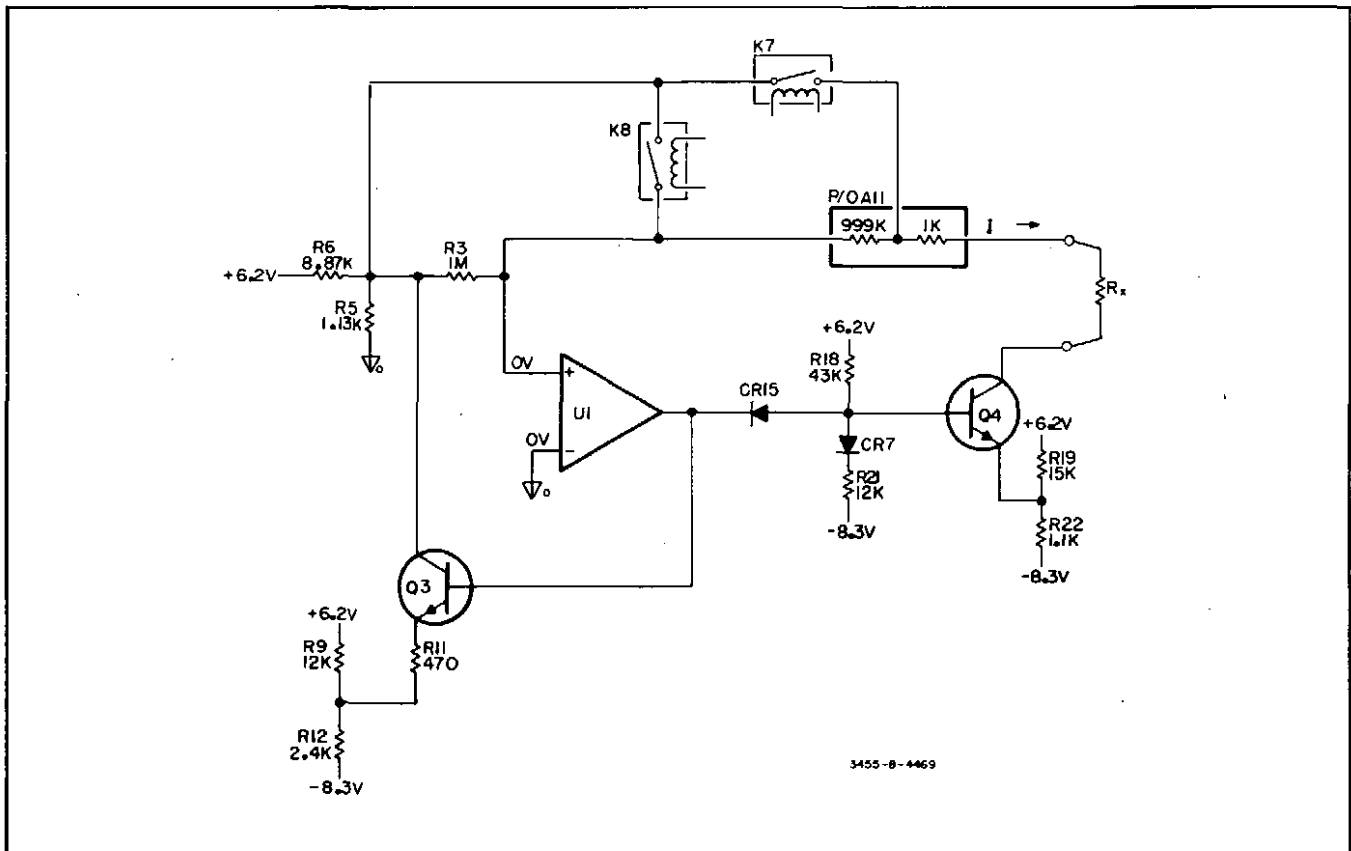 K7
K8
P/OA11
999K 1K I →
R6
8.87K
R3
1M
+6.2V
R5
1.13K
Rx
0V
+
U1
0V
-
CR15
+6.2V
R18
43K
CR7
R21
12K
-8.3V
Q4
+6.2V
R19
15K
R22
1.1K
-8.3V
Q3
+6.2V
R9
12K
R11
470
R12
2.4K
-8.3V
3455-B-4469